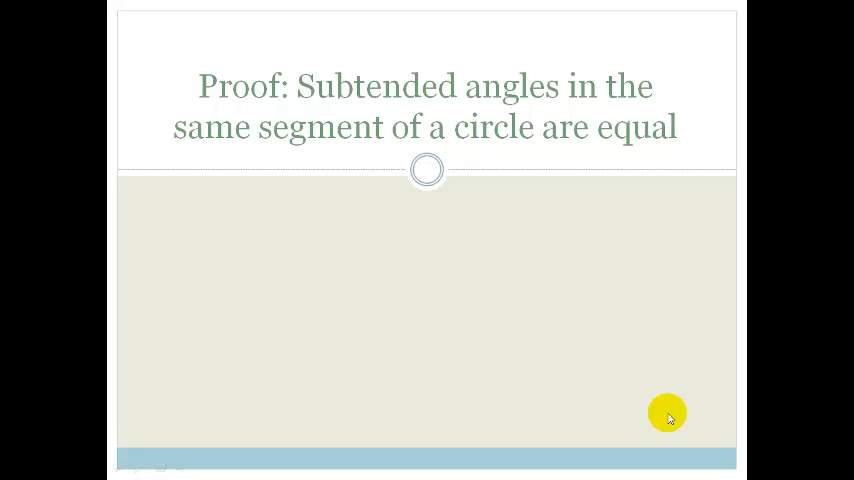 Proof: Subtended angles in the
same segment of a circle are equal